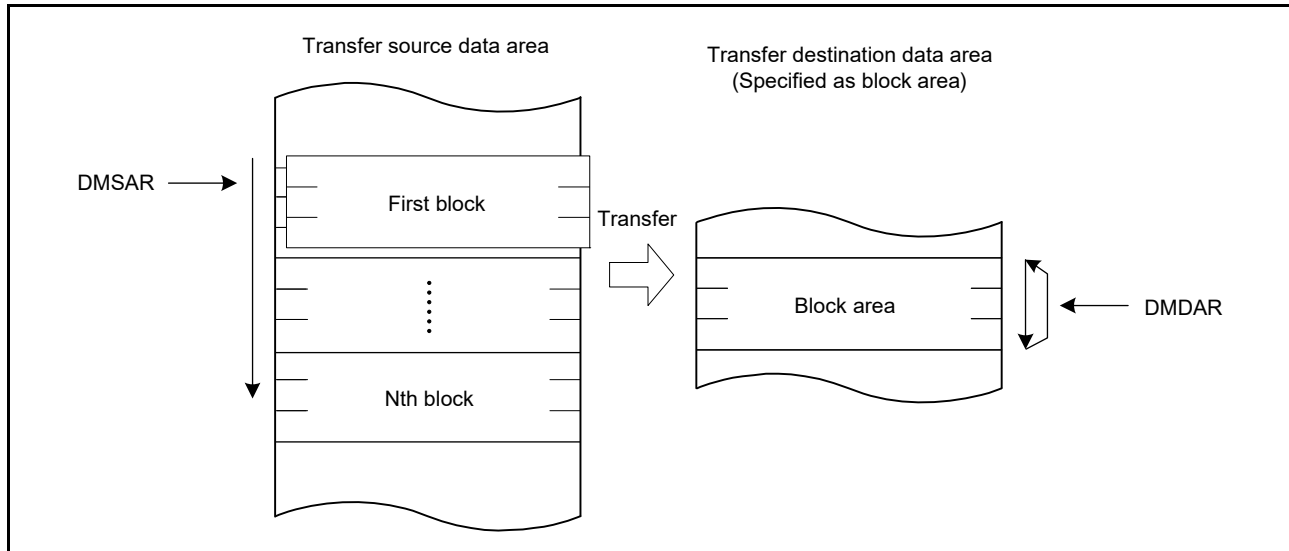 Transfer source data area
Transfer destination data area
(Specified as block area)
DMSAR
First block
Transfer
Block area
DMDAR
Nth block